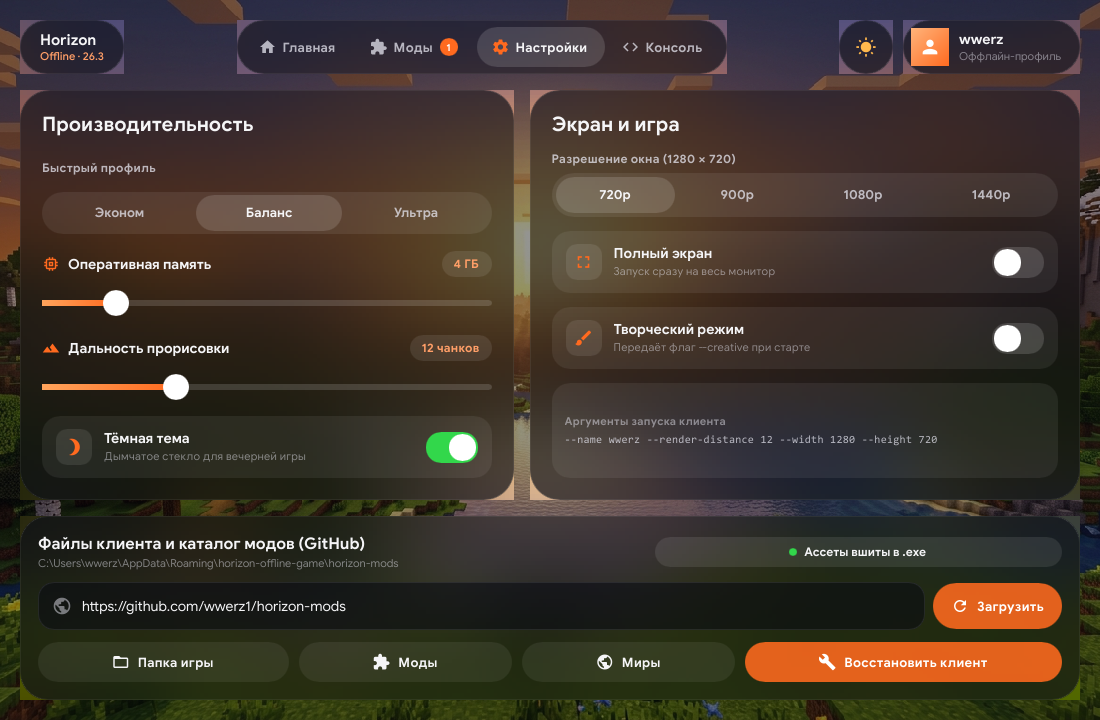 Horizon
Offline · 26.3
Главная
Моды 1
Настройки
Консоль
wwerz
Оффлайн-профиль
Производительность
Быстрый профиль
Эконом
Баланс
Ультра
Оперативная память
4 ГБ
Дальность прорисовки
12 чанков
Тёмная тема
Дымчатое стекло для вечерней игры
Экран и игра
Разрешение окна (1280 × 720)
720p
900p
1080p
1440p
Полный экран
Запуск сразу на весь монитор
Творческий режим
Передаёт флаг —creative при старте
Аргументы запуска клиента
--name wwerz --render-distance 12 --width 1280 --height 720
Файлы клиента и каталог модов (GitHub)
C:\Users\wwerz\AppData\Roaming\horizon-offline-game\horizon-mods
Ассеты вшиты в .exe
https://github.com/wwerz1/horizon-mods
Загрузить
Папка игры
Моды
Миры
Восстановить клиент